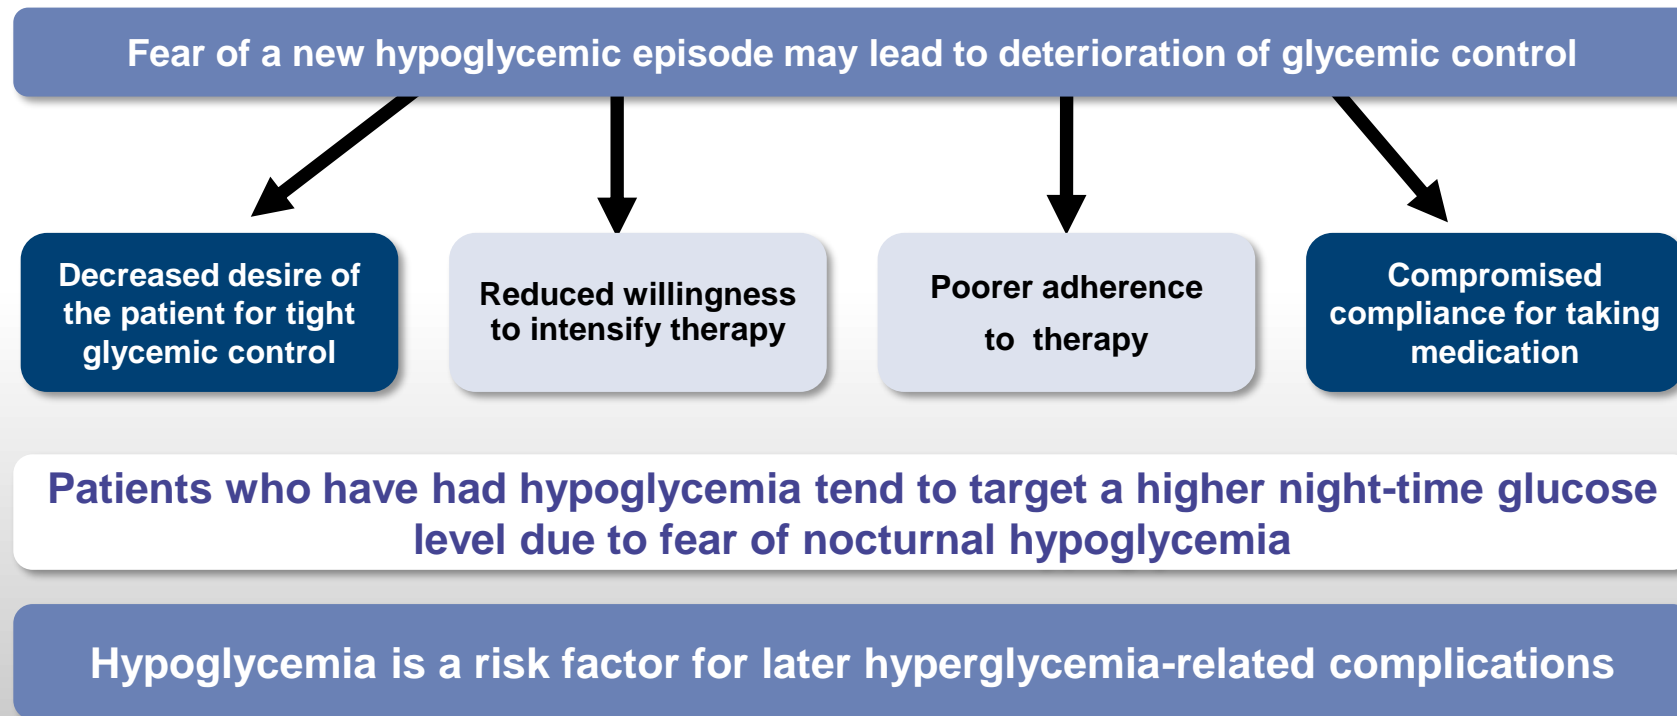 Fear of a new hypoglycemic episode may lead to deterioration of glycemic control
Decreased desire of
the patient for tight
glycemic control
Reduced willingness
to intensify therapy
Poorer adherence
to therapy
Compromised
compliance for taking
medication
Patients who have had hypoglycemia tend to target a higher night-time glucose
level due to fear of nocturnal hypoglycemia
Hypoglycemia is a risk factor for later hyperglycemia-related complications